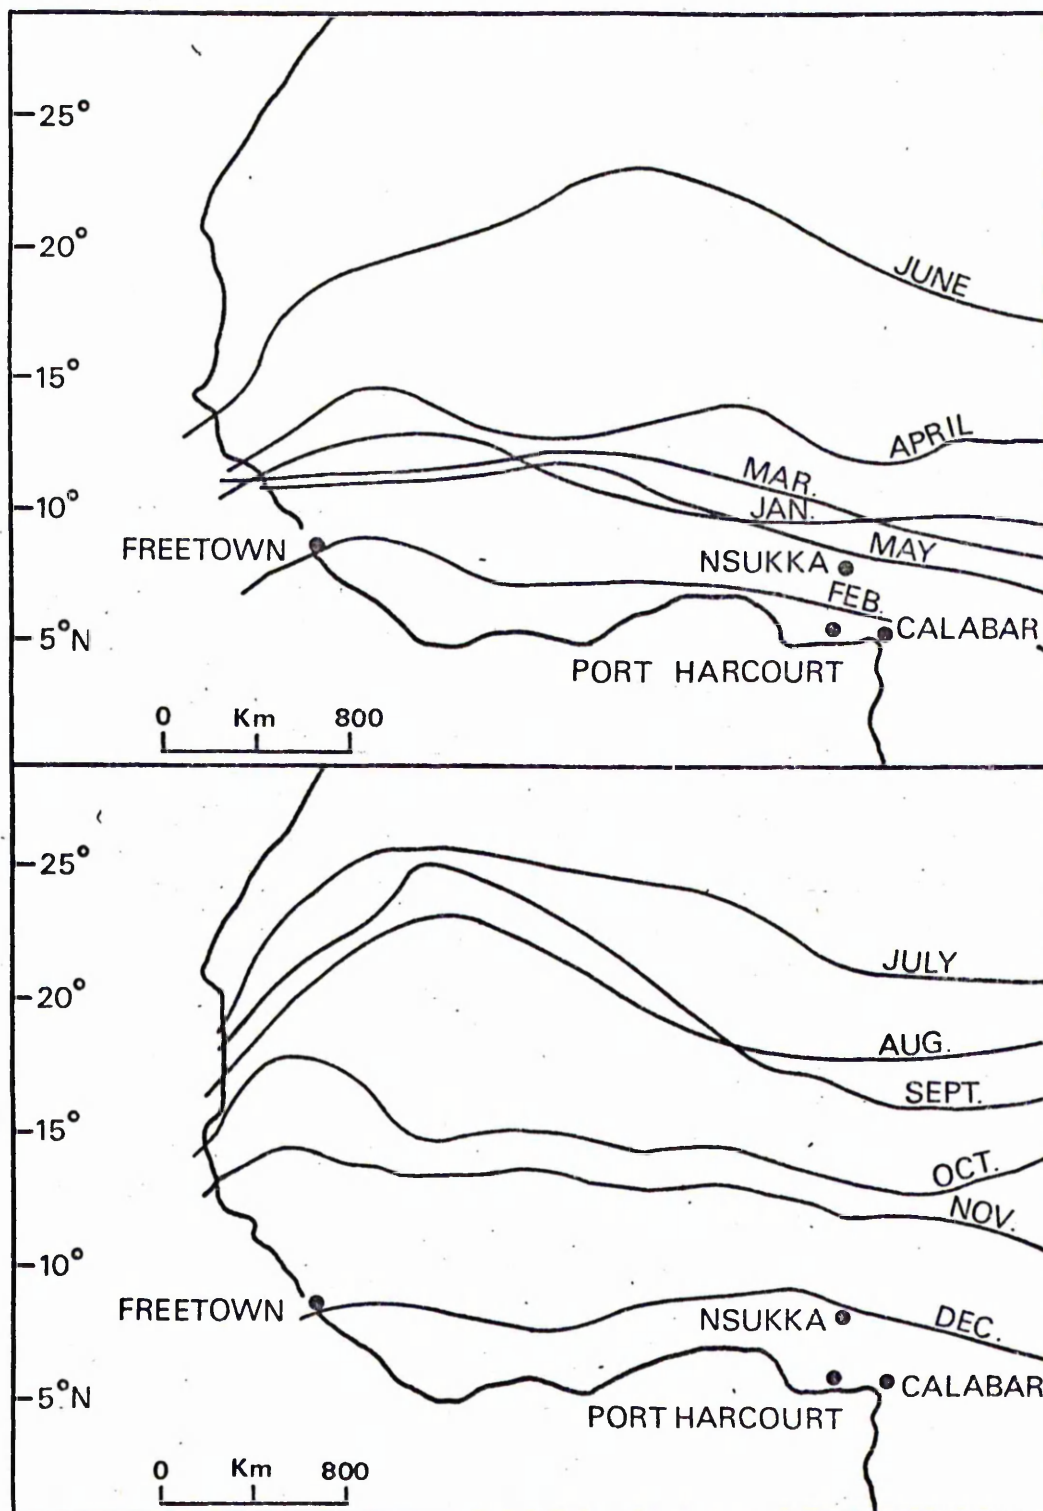 25°
20°
JUNE
15°
APRIL
MAR.
10°
JAN.
FREETOWN
MAY
NSUKKA
FEB.
5°N
CALABAR
PORT HARCOURT
0 Km 800
25°
JULY
20°
AUG.
SEPT.
15°
OCT.
NOV.
10°
FREETOWN
NSUKKA
DEC.
5°N
CALABAR
PORT HARCOURT
0 Km 800